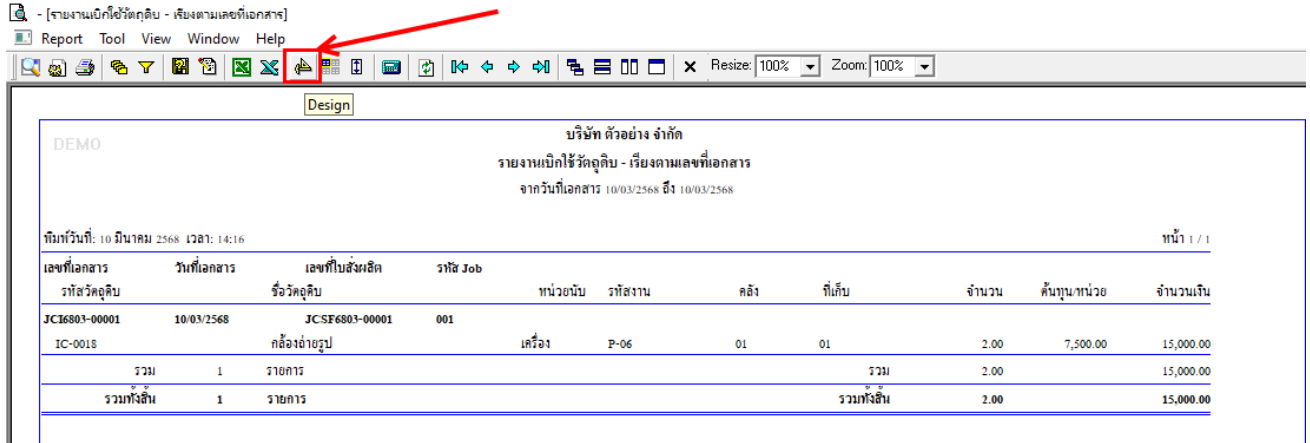 - [รายงานเบิกใช้วัตถุดิบ - เรียงตามเลขที่เอกสาร]
Report Tool View Window Help
Resize: 100% Zoom: 100%
Design
DEMO
บริษัท ตัวอย่าง จำกัด
รายงานเบิกใช้วัตถุดิบ - เรียงตามเลขที่เอกสาร
จากวันที่เอกสาร 10/03/2568 ถึง 10/03/2568
พิมพ์วันที่: 10 มีนาคม 2568 เวลา: 14:16 หน้า 1 / 1
เลขที่เอกสาร วันที่เอกสาร เลขที่ใบสั่งผลิต รหัส Job
รหัสวัตถุดิบ ชื่อวัตถุดิบ หน่วยนับ รหัสงาน คลัง ที่เก็บ จำนวน ต้นทุน/หน่วย จำนวนเงิน
JCI6803-00001 10/03/2568 JCSF6803-00001 001
IC-0018 กล้องถ่ายรูป เครื่อง P-06 01 01 2.00 7,500.00 15,000.00
รวม 1 รายการ รวม 2.00 15,000.00
รวมทั้งสิ้น 1 รายการ รวมทั้งสิ้น 2.00 15,000.00